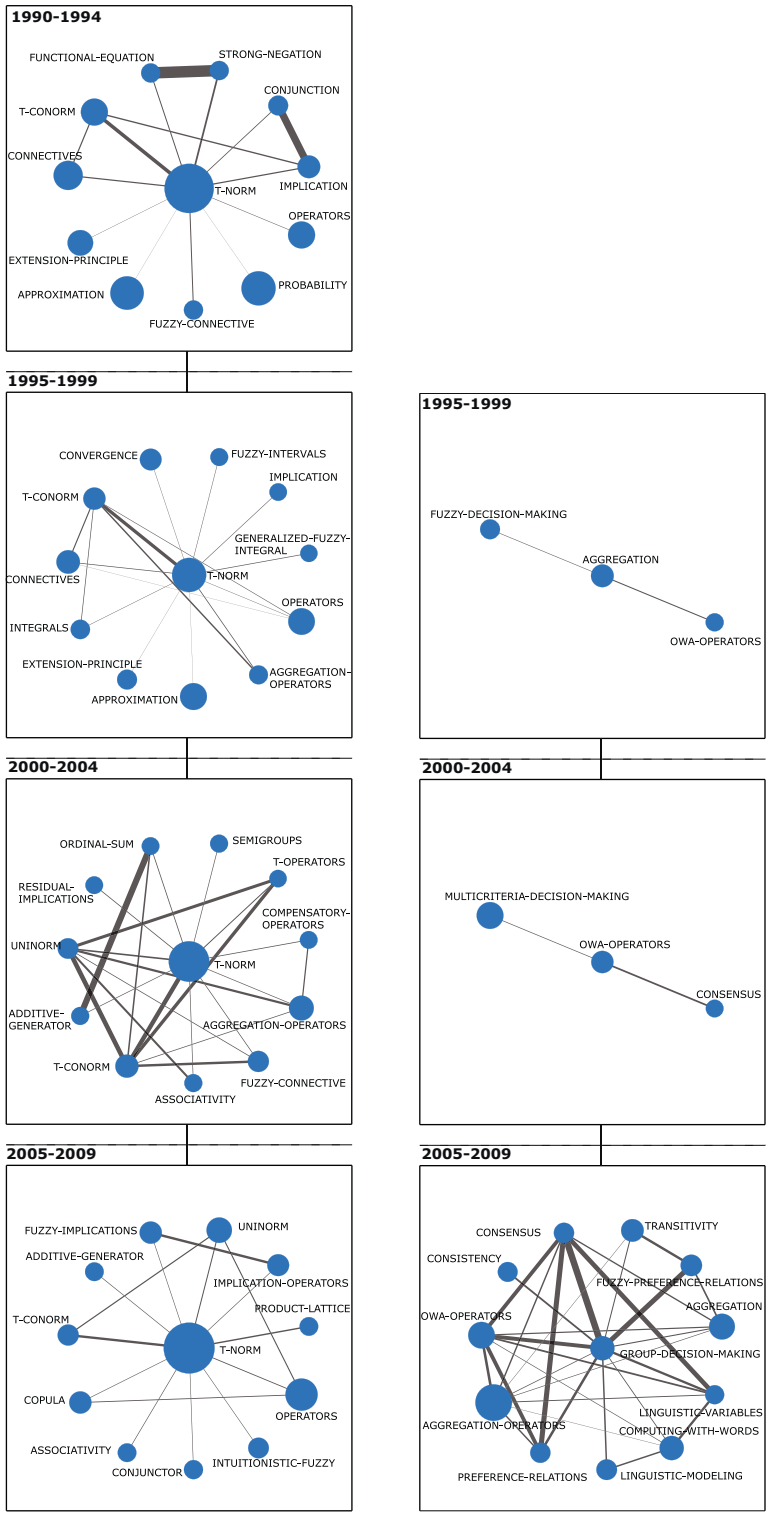 1990-1994
FUNCTIONAL-EQUATION
STRONG-NEGATION
CONJUNCTION
T-CONORM
CONNECTIVES
T-NORM
IMPLICATION
OPERATORS
EXTENSION-PRINCIPLE
APPROXIMATION
PROBABILITY
FUZZY-CONNECTIVE
1995-1999
CONVERGENCE
FUZZY-INTERVALS
IMPLICATION
T-CONORM
GENERALIZED-FUZZY-
INTEGRAL
CONNECTIVES
T-NORM
OPERATORS
INTEGRALS
EXTENSION-PRINCIPLE
AGGREGATION-
OPERATORS
APPROXIMATION
1995-1999
FUZZY-DECISION-MAKING
AGGREGATION
OWA-OPERATORS
2000-2004
ORDINAL-SUM
SEMIGROUPS
T-OPERATORS
RESIDUAL-
IMPLICATIONS
COMPENSATORY-
OPERATORS
UNINORM
T-NORM
ADDITIVE-
GENERATOR
AGGREGATION-OPERATORS
T-CONORM
FUZZY-CONNECTIVE
ASSOCIATIVITY
2000-2004
MULTICRITERIA-DECISION-MAKING
OWA-OPERATORS
CONSENSUS
2005-2009
FUZZY-IMPLICATIONS
UNINORM
ADDITIVE-GENERATOR
IMPLICATION-OPERATORS
PRODUCT-LATTICE
T-CONORM
T-NORM
COPULA
OPERATORS
ASSOCIATIVITY
INTUITIONISTIC-FUZZY
CONJUNCTOR
2005-2009
CONSENSUS
TRANSITIVITY
CONSISTENCY
FUZZY-PREFERENCE-RELATIONS
AGGREGATION
OWA-OPERATORS
GROUP-DECISION-MAKING
LINGUISTIC-VARIABLES
AGGREGATION-OPERATORS
COMPUTING-WITH-WORDS
PREFERENCE-RELATIONS
LINGUISTIC-MODELING